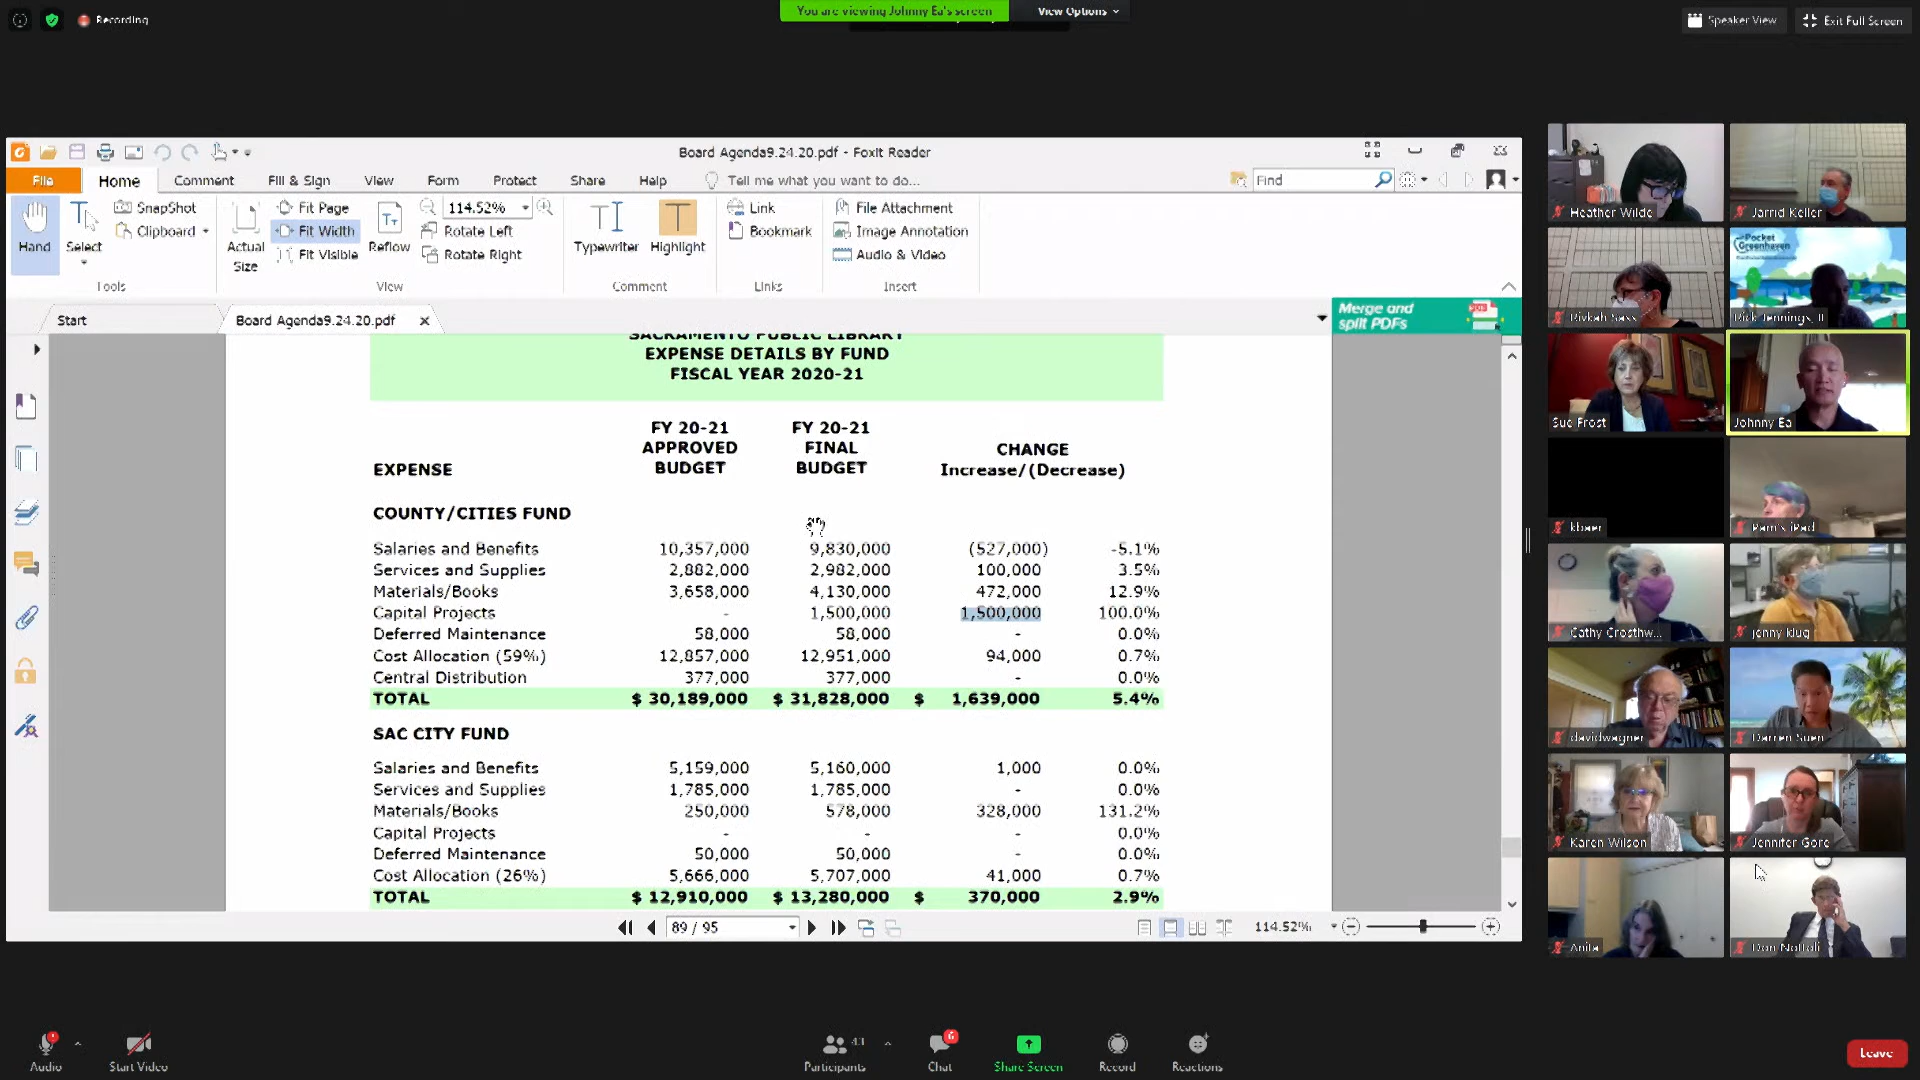 Recording
You are viewing Johnny Ea's screen
View Options
Speaker View
Exit Full Screen
Board Agenda9.24.20.pdf - Foxit Reader
File
Home
Comment
Fill & Sign
View
Form
Protect
Share
Help
Tell me what you want to do...
Find
Hand
Select
SnapShot
Clipboard
Tools
Actual
Size
Fit Page
Fit Width
Fit Visible
Reflow
114.52%
Rotate Left
Rotate Right
View
Typewriter
Highlight
Comment
Link
Bookmark
Links
File Attachment
Image Annotation
Audio & Video
Insert
Start
Board Agenda9.24.20.pdf
Merge and
split PDFs
SACRAMENTO PUBLIC LIBRARY
EXPENSE DETAILS BY FUND
FISCAL YEAR 2020-21
EXPENSE
FY 20-21
APPROVED
BUDGET
FY 20-21
FINAL
BUDGET
CHANGE
Increase/(Decrease)
COUNTY/CITIES FUND
Salaries and Benefits 10,357,000 9,830,000 (527,000) -5.1%
Services and Supplies 2,882,000 2,982,000 100,000 3.5%
Materials/Books 3,658,000 4,130,000 472,000 12.9%
Capital Projects - 1,500,000 1,500,000 100.0%
Deferred Maintenance 58,000 58,000 - 0.0%
Cost Allocation (59%) 12,857,000 12,951,000 94,000 0.7%
Central Distribution 377,000 377,000 - 0.0%
TOTAL $ 30,189,000 $ 31,828,000 $ 1,639,000 5.4%
SAC CITY FUND
Salaries and Benefits 5,159,000 5,160,000 1,000 0.0%
Services and Supplies 1,785,000 1,785,000 - 0.0%
Materials/Books 250,000 578,000 328,000 131.2%
Capital Projects - - - 0.0%
Deferred Maintenance 50,000 50,000 - 0.0%
Cost Allocation (26%) 5,666,000 5,707,000 41,000 0.7%
TOTAL $ 12,910,000 $ 13,280,000 $ 370,000 2.9%
89 / 95
114.52%
Heather Wilde
Jarrid Keller
Rivkah Sass
Pocket
Greenhaven
Rick Jennings, II
Sue Frost
Johnny Ea
kbaer
Pam's iPad
Cathy Crosthw...
jenny klug
davidwagner
Darren Suen
Karen Wilson
Jennifer Gore
Anita
Don Nottoli
Audio
Start Video
Participants
43
Chat
6
Share Screen
Record
Reactions
Leave